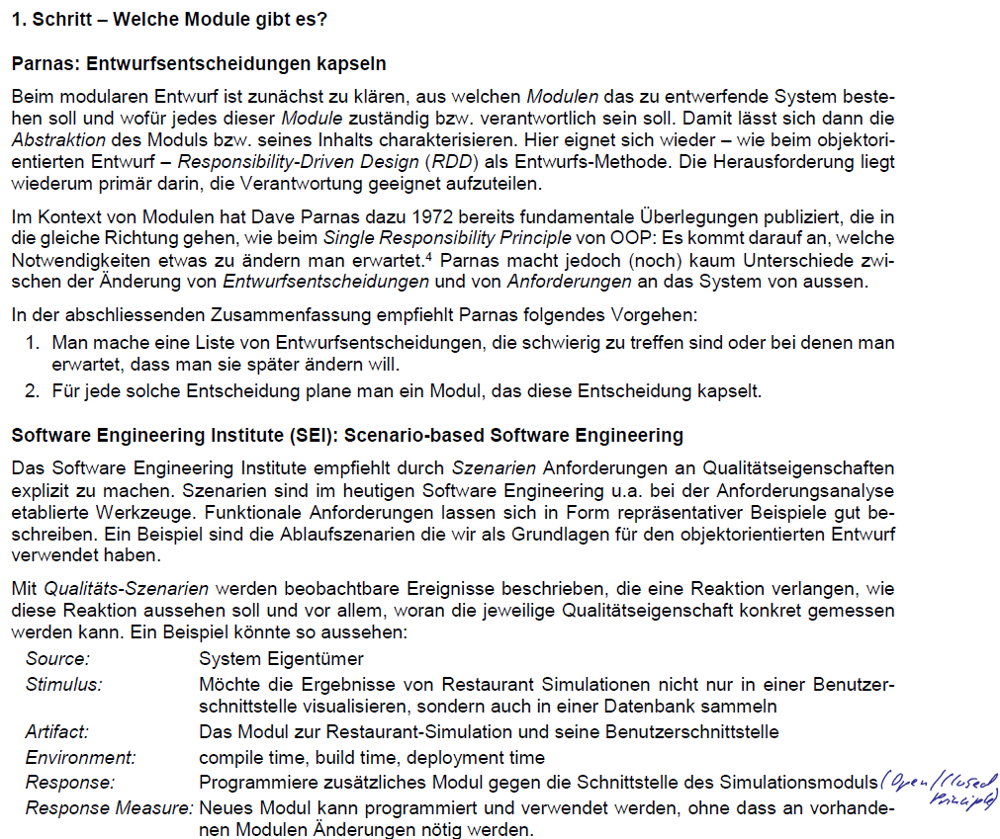 1. Schritt – Welche Module gibt es?
Parnas: Entwurfsentscheidungen kapseln
Beim modularen Entwurf ist zunächst zu klären, aus welchen Modulen das zu entwerfende System beste-
hen soll und wofür jedes dieser Module zuständig bzw. verantwortlich sein soll. Damit lässt sich dann die
Abstraktion des Moduls bzw. seines Inhalts charakterisieren. Hier eignet sich wieder – wie beim objektori-
entierten Entwurf – Responsibility-Driven Design (RDD) als Entwurfs-Methode. Die Herausforderung liegt
wiederum primär darin, die Verantwortung geeignet aufzuteilen.
Im Kontext von Modulen hat Dave Parnas dazu 1972 bereits fundamentale Überlegungen publiziert, die in
die gleiche Richtung gehen, wie beim Single Responsibility Principle von OOP: Es kommt darauf an, welche
Notwendigkeiten etwas zu ändern man erwartet.⁴ Parnas macht jedoch (noch) kaum Unterschiede zwi-
schen der Änderung von Entwurfsentscheidungen und von Anforderungen an das System von aussen.
In der abschliessenden Zusammenfassung empfiehlt Parnas folgendes Vorgehen:
1. Man mache eine Liste von Entwurfsentscheidungen, die schwierig zu treffen sind oder bei denen man
erwartet, dass man sie später ändern will.
2. Für jede solche Entscheidung plane man ein Modul, das diese Entscheidung kapselt.
Software Engineering Institute (SEI): Scenario-based Software Engineering
Das Software Engineering Institute empfiehlt durch Szenarien Anforderungen an Qualitätseigenschaften
explizit zu machen. Szenarien sind im heutigen Software Engineering u.a. bei der Anforderungsanalyse
etablierte Werkzeuge. Funktionale Anforderungen lassen sich in Form repräsentativer Beispiele gut be-
schreiben. Ein Beispiel sind die Ablaufszenarien die wir als Grundlagen für den objektorientierten Entwurf
verwendet haben.
Mit Qualitäts-Szenarien werden beobachtbare Ereignisse beschrieben, die eine Reaktion verlangen, wie
diese Reaktion aussehen soll und vor allem, woran die jeweilige Qualitätseigenschaft konkret gemessen
werden kann. Ein Beispiel könnte so aussehen:
Source: System Eigentümer
Stimulus: Möchte die Ergebnisse von Restaurant Simulationen nicht nur in einer Benutzer-
schnittstelle visualisieren, sondern auch in einer Datenbank sammeln
Artifact: Das Modul zur Restaurant-Simulation und seine Benutzerschnittstelle
Environment: compile time, build time, deployment time
Response: Programmiere zusätzliches Modul gegen die Schnittstelle des Simulationsmoduls (Open/Closed
Principle)
Response Measure: Neues Modul kann programmiert und verwendet werden, ohne dass an vorhande-
nen Modulen Änderungen nötig werden.